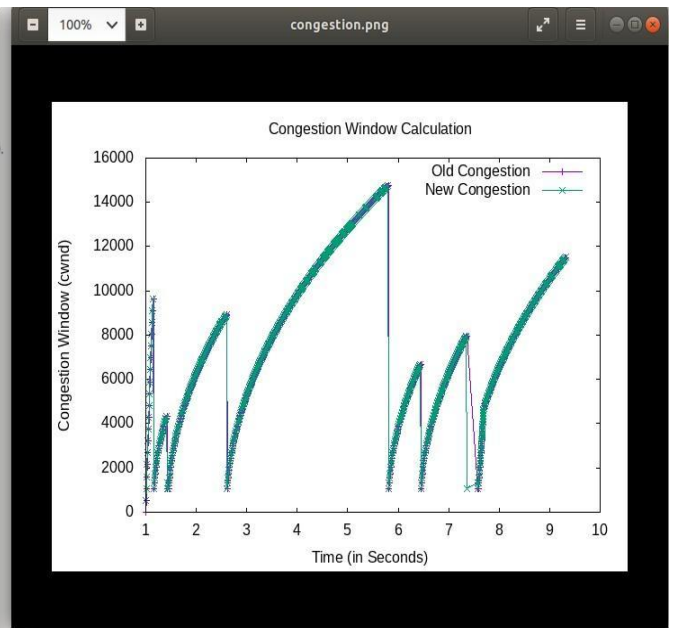 100%
congestion.png
Congestion Window Calculation
Old Congestion
New Congestion
Congestion Window (cwnd)
16000
14000
12000
10000
8000
6000
4000
2000
0
1 2 3 4 5 6 7 8 9 10
Time (in Seconds)